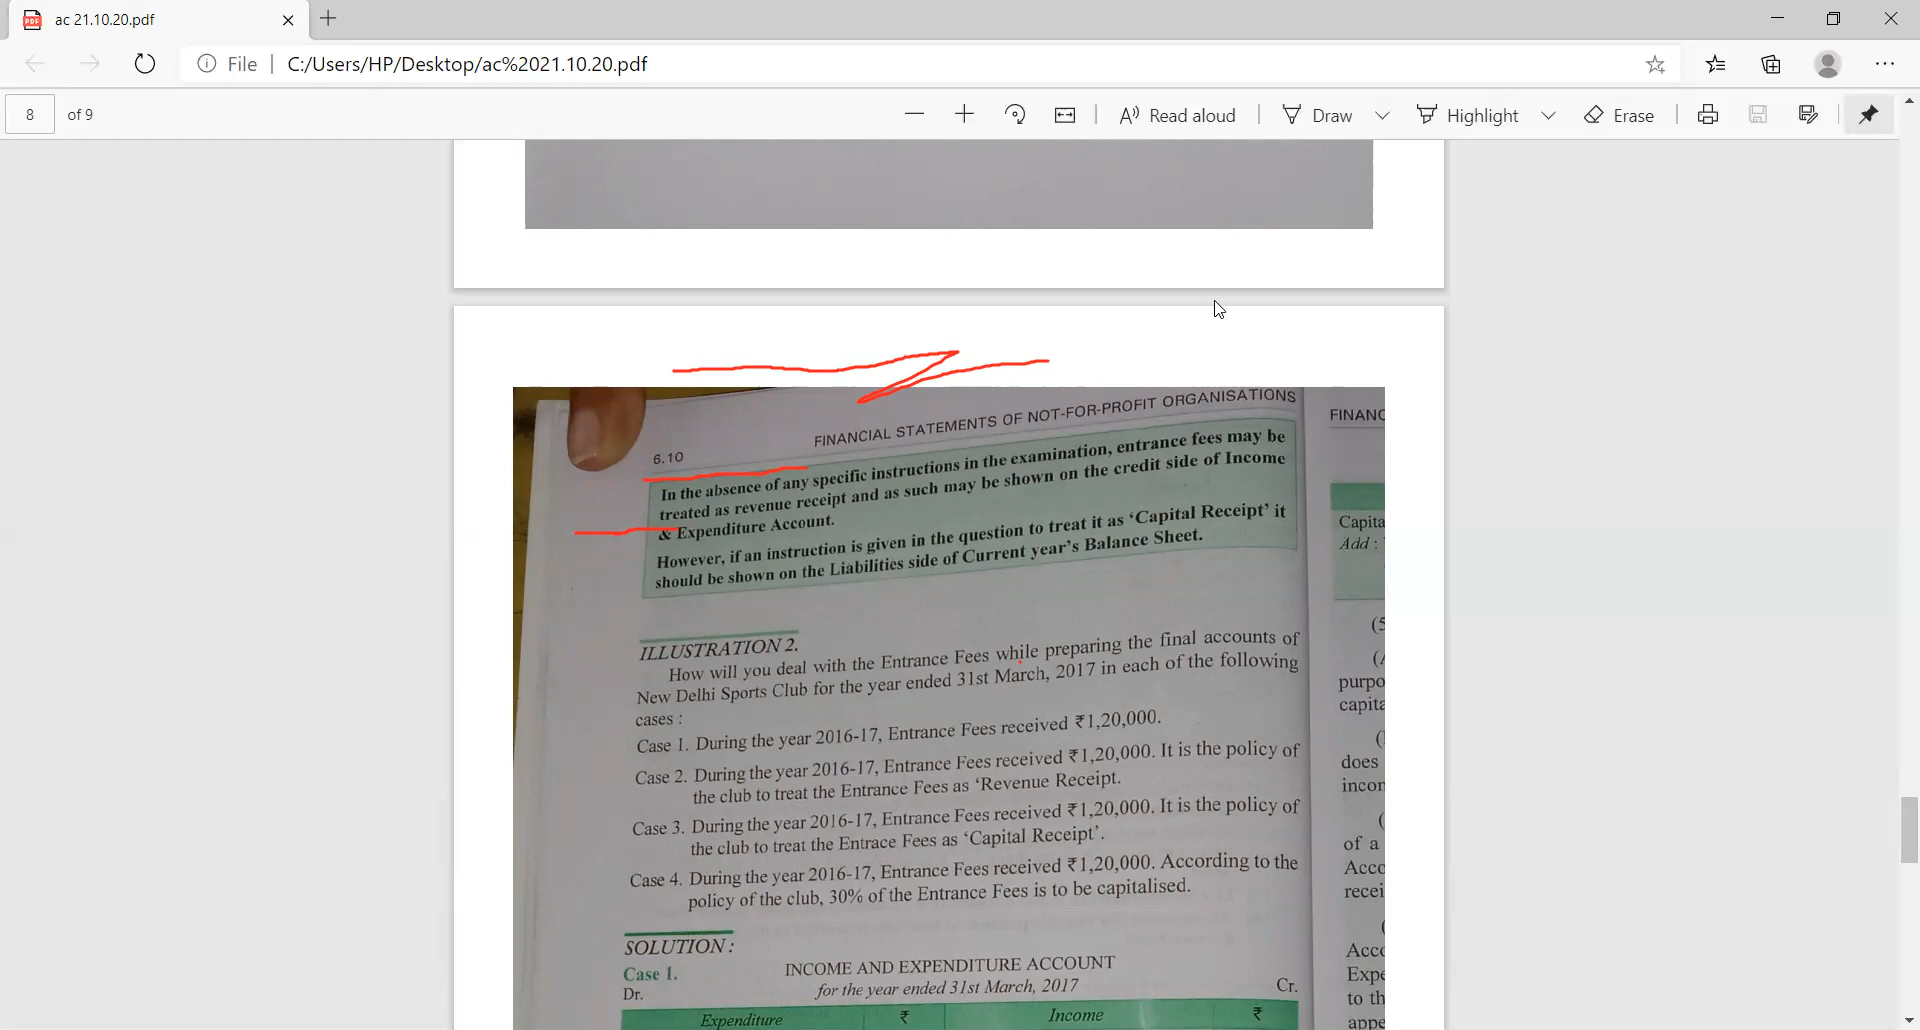 ac 21.10.20.pdf
File
C:/Users/HP/Desktop/ac%2021.10.20.pdf
8 of 9
Read aloud
Draw
Highlight
Erase
6.10 FINANCIAL STATEMENTS OF NOT-FOR-PROFIT ORGANISATIONS
In the absence of any specific instructions in the examination, entrance fees may be
treated as revenue receipt and as such may be shown on the credit side of Income
& Expenditure Account.
However, if an instruction is given in the question to treat it as ‘Capital Receipt’ it
should be shown on the Liabilities side of Current year’s Balance Sheet.
ILLUSTRATION 2.
How will you deal with the Entrance Fees while preparing the final accounts of
New Delhi Sports Club for the year ended 31st March, 2017 in each of the following
cases :
Case 1. During the year 2016-17, Entrance Fees received ₹1,20,000.
Case 2. During the year 2016-17, Entrance Fees received ₹1,20,000. It is the policy of
the club to treat the Entrance Fees as ‘Revenue Receipt.
Case 3. During the year 2016-17, Entrance Fees received ₹1,20,000. It is the policy of
the club to treat the Entrace Fees as ‘Capital Receipt’.
Case 4. During the year 2016-17, Entrance Fees received ₹1,20,000. According to the
policy of the club, 30% of the Entrance Fees is to be capitalised.
SOLUTION :
Case 1. INCOME AND EXPENDITURE ACCOUNT
Dr. for the year ended 31st March, 2017 Cr.
Expenditure ₹ Income ₹
FINANC
Capita
Add :
(5
(A
purpo
capita
(
does
incom
(
of a
Acco
recei
(
Acco
Expe
to th
appe